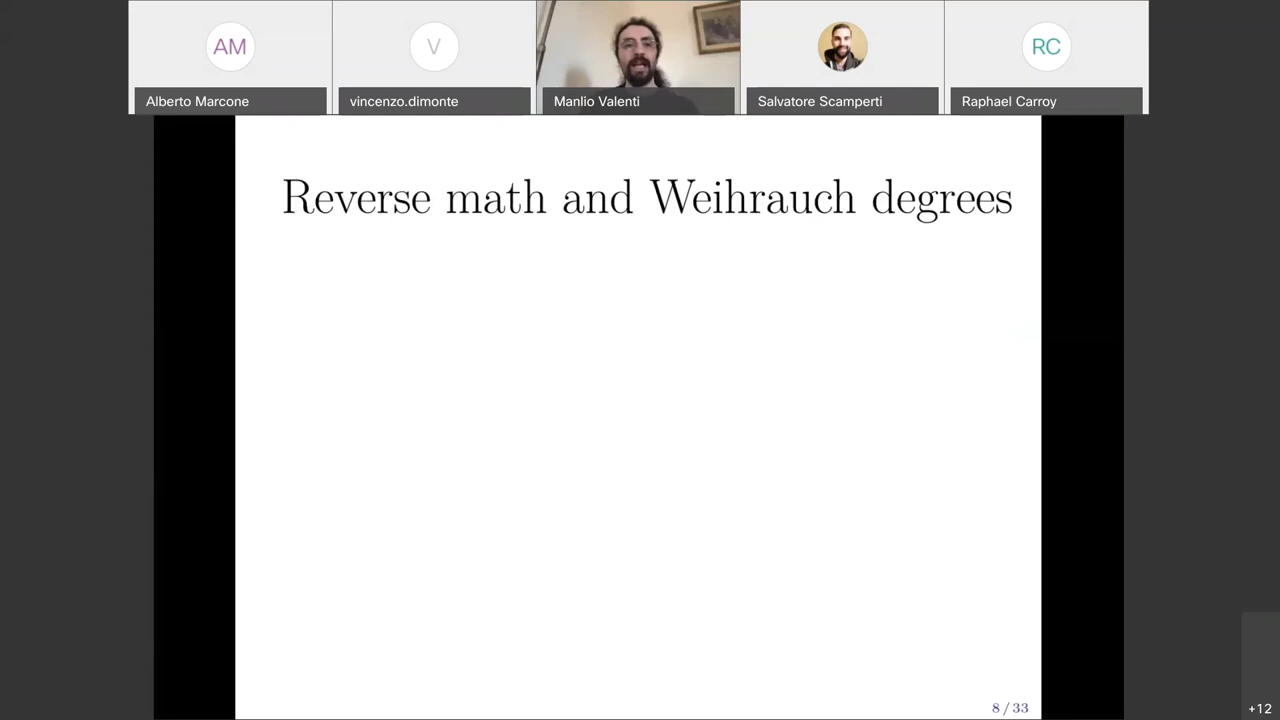 AM
V
RC
Alberto Marcone
vincenzo.dimonte
Manlio Valenti
Salvatore Scamperti
Raphael Carroy
Reverse math and Weihrauch degrees
8 / 33
+12